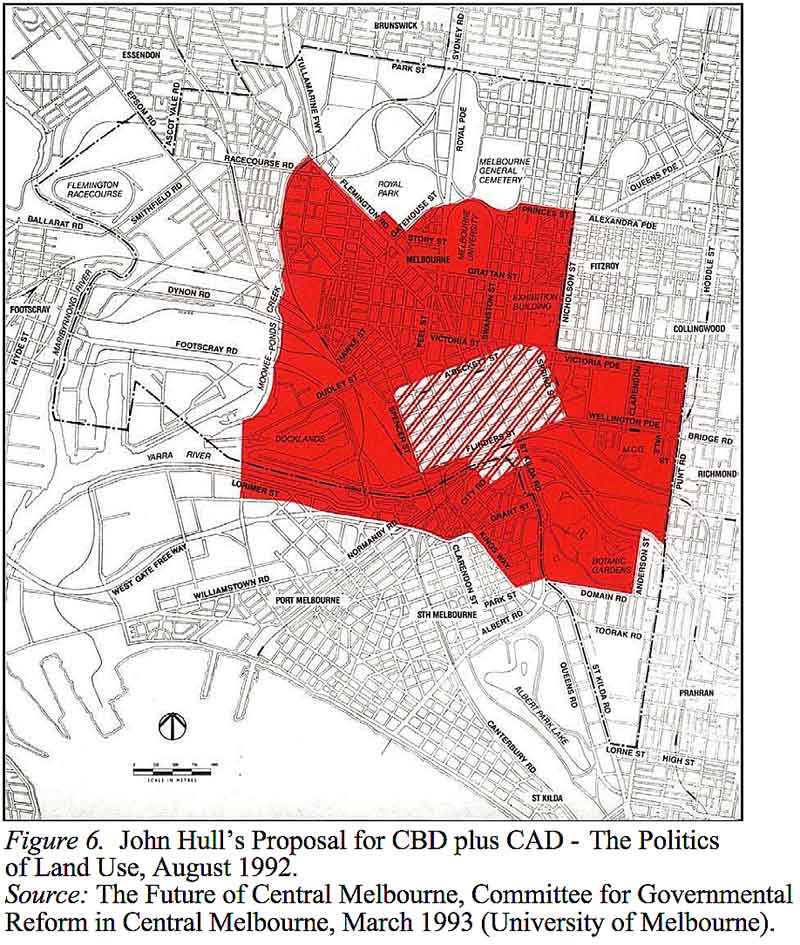 BRUNSWICK
SYDNEY RD
ESSENDON
PARK ST
TULLAMARINE FWY
EPSOM RD
ASCOT VALE RD
ROYAL PDE
MELBOURNE
GENERAL
CEMETERY
RACECOURSE RD
QUEENS PDE
FLEMINGTON
RACECOURSE
SMITHFIELD RD
ROYAL
PARK
FLEMINGTON RD
GATEHOUSE ST
PRINCES ST
ALEXANDRA PDE
BALLARAT RD
MELBOURNE
UNIVERSITY
STORY ST
MELBOURNE
HODDLE ST
FITZROY
GRATTAN ST
NICHOLSON ST
MARIBYRNONG RIVER
DYNON RD
MOONEE PONDS CREEK
SWANSTON ST
EXHIBITION
BUILDING
FOOTSCRAY
HYDE ST
COLLINGWOOD
FOOTSCRAY RD
HAWKE ST
PEEL ST
VICTORIA ST
VICTORIA PDE
A'BECKETT ST
SPRING ST
CLARENDON
DUDLEY ST
SPENCER ST
WELLINGTON PDE
DOCKLANDS
FLINDERS ST
M.C.G.
VALE ST
BRIDGE RD
YARRA RIVER
ST KILDA RD
PUNT RD
RICHMOND
LORIMER ST
CITY RD
GRANT ST
NORMANBY RD
KINGS WAY
BOTANIC
GARDENS
ANDERSON ST
WEST GATE FREEWAY
CLARENDON ST
WILLIAMSTOWN RD
PORT MELBOURNE
PARK ST
DOMAIN RD
STH MELBOURNE
ALBERT RD
TOORAK RD
ALBERT PARK LAKE
QUEENS RD
ST KILDA RD
PRAHRAN
CANTERBURY RD
LORNE ST
HIGH ST
SCALE IN METRES
ST KILDA
Figure 6. John Hull's Proposal for CBD plus CAD - The Politics
of Land Use, August 1992.
Source: The Future of Central Melbourne, Committee for Governmental
Reform in Central Melbourne, March 1993 (University of Melbourne).